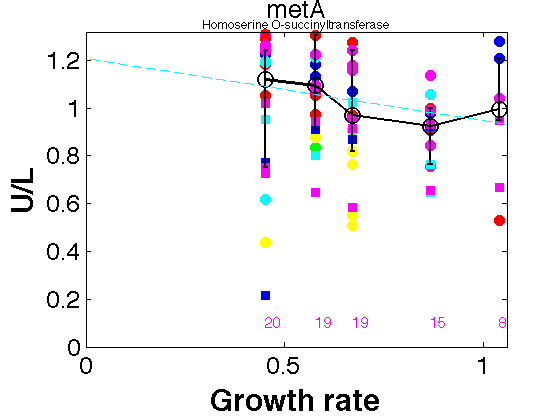 metA
Homoserine O-succinyltransferase
1.2
1
0.8
0.6
0.4
0.2
0
U/L
20 19 19 15 8
0 0.5 1
Growth rate